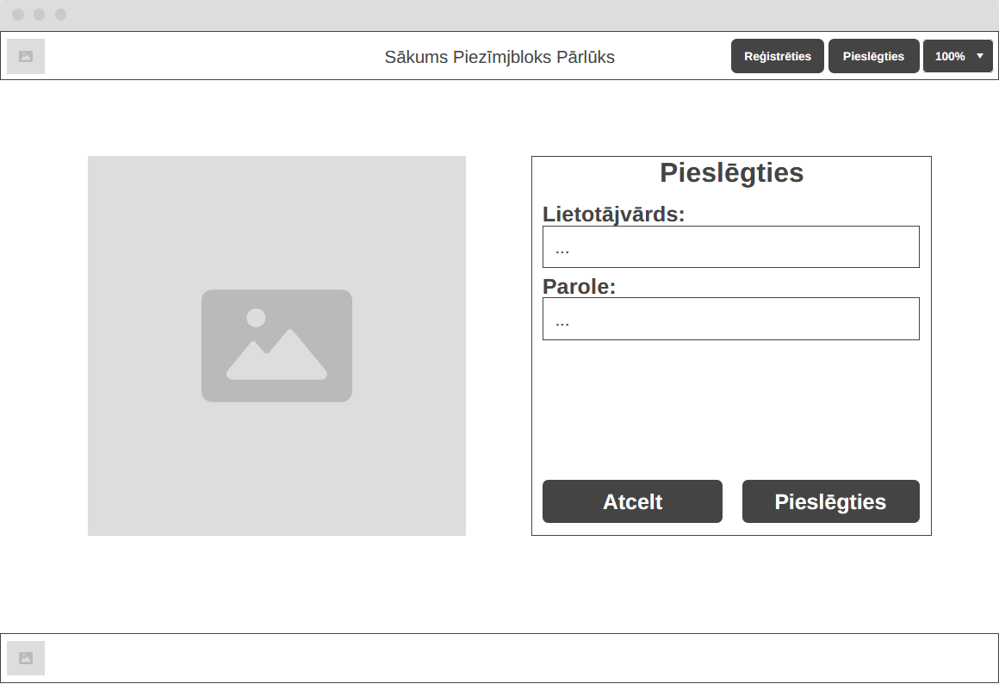 Sākums Piezīmjbloks Pārlūks
Reģistrēties
Pieslēgties
100%
Pieslēgties
Lietotājvārds:
...
Parole:
...
Atcelt
Pieslēgties